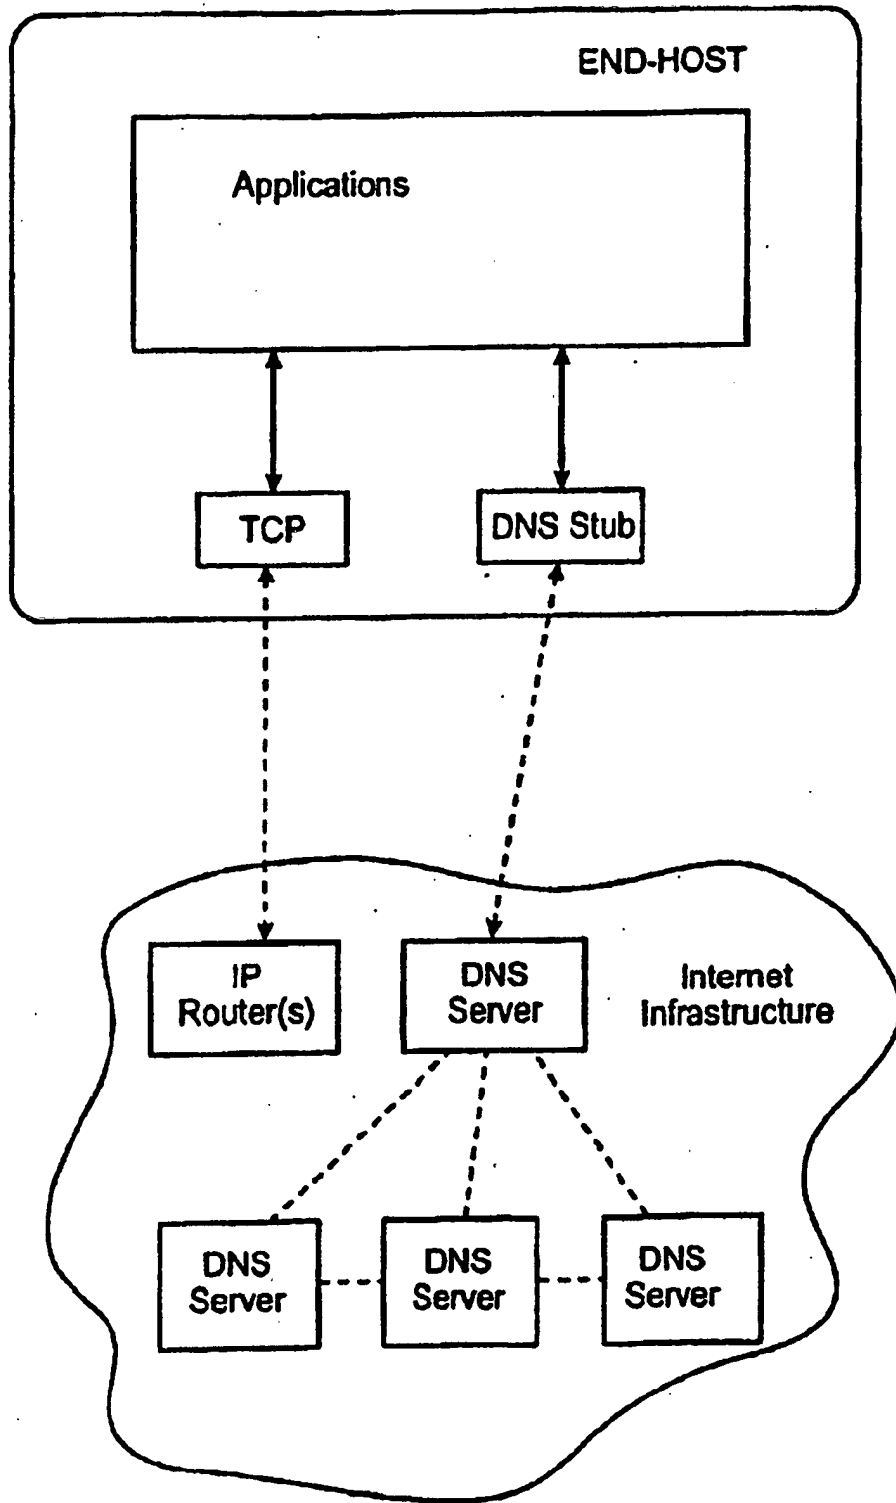 END-HOST
Applications
TCP
DNS Stub
IP
Router(s)
DNS
Server
Internet
Infrastructure
DNS
Server
DNS
Server
DNS
Server